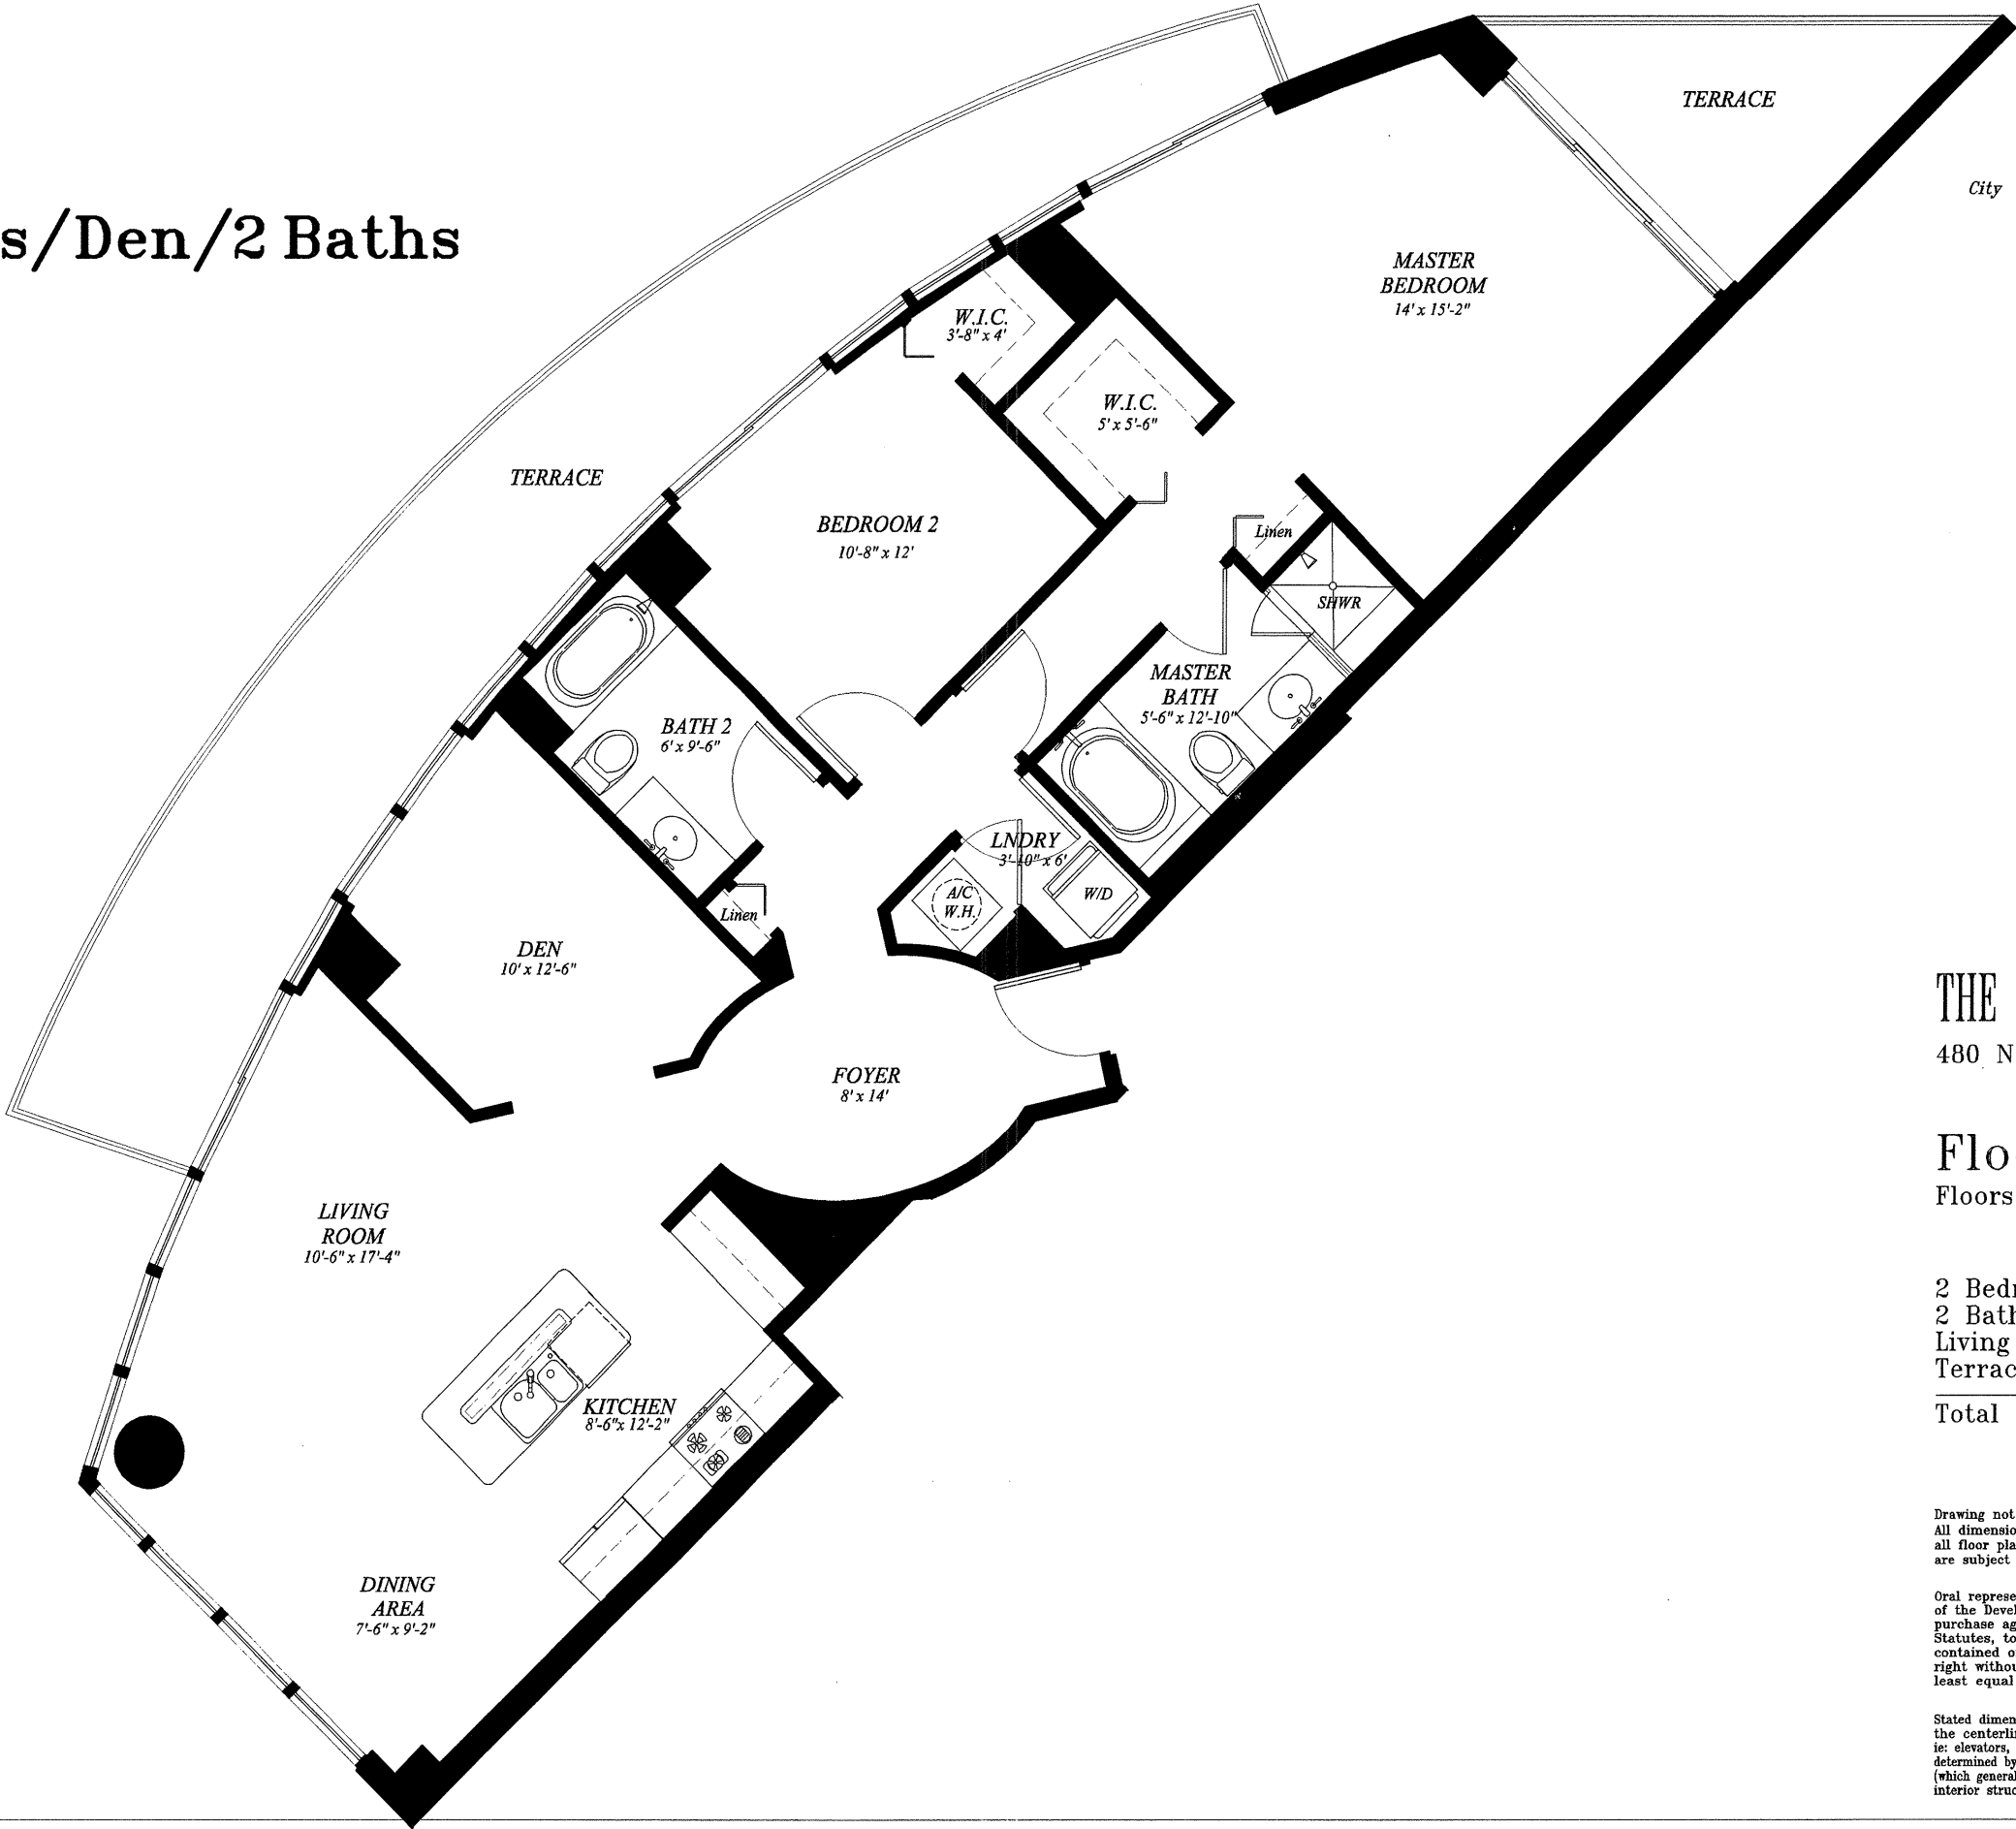 TERRACE
City
s/Den/2 Baths
MASTER
BEDROOM
14' x 15'-2"
W.I.C.
3'-8" x 4'
W.I.C.
5' x 5'-6"
TERRACE
BEDROOM 2
10'-8" x 12'
Linen
SHWR
MASTER
BATH
5'-6" x 12'-10"
BATH 2
6' x 9'-6"
LNDRY
3'-10" x 6'
A/C
W.H.
W/D
Linen
DEN
10' x 12'-6"
FOYER
8' x 14'
LIVING
ROOM
10'-6" x 17'-4"
KITCHEN
8'-6"x 12'-2"
DINING
AREA
7'-6" x 9'-2"
THE
480 N
Flo
Floors
2 Bedr
2 Bath
Living
Terrac
Total
Drawing not
All dimensio
all floor pla
are subject
Oral represe
of the Devel
purchase ag
Statutes, to
contained o
right withou
least equal
Stated dimen
the centerli
ie: elevators,
determined by
(which general
interior struc